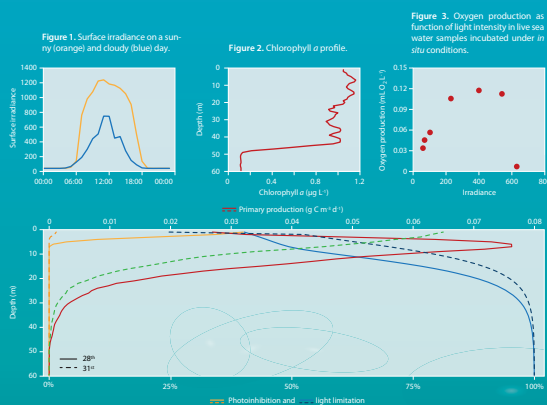 Figure 1. Surface irradiance on a sun-
ny (orange) and cloudy (blue) day.
1400
1200
1000
800
600
400
200
0
Surface irradiance
00:00 06:00 12:00 18:00 00:00
Figure 2. Chlorophyll a profile.
0
10
20
30
40
50
60
Depth (m)
0 0.4 0.8 1.2
Chlorophyll a (µg L⁻¹)
Figure 3. Oxygen production as
function of light intensity in live sea
water samples incubated under in
situ conditions.
0.15
0.12
0.09
0.06
0.03
0
Oxygen production (mL O₂ L⁻¹)
0 200 400 600 800
Irradiance
Primary production (g C m⁻² d⁻¹)
0 0.01 0.02 0.03 0.04 0.05 0.06 0.07 0.08
0
10
20
30
40
50
60
Depth (m)
28th
31st
0% 25% 50% 75% 100%
Photoinhibition and light limitation